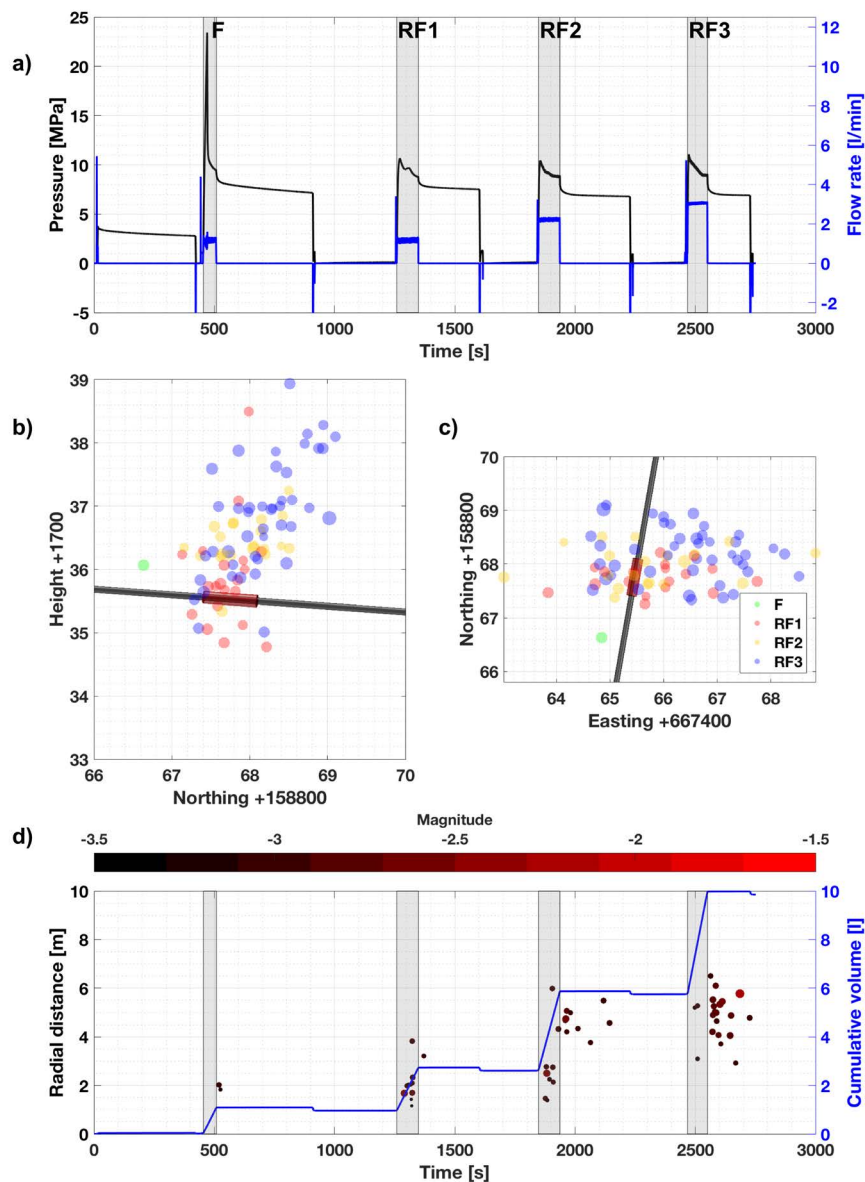 a)
F
RF1
RF2
RF3
25
20
15
10
5
0
-5
Pressure [MPa]
12
10
8
6
4
2
0
-2
Flow rate [l/min]
0
500
1000
1500
2000
2500
3000
Time [s]
b)
39
38
37
36
35
34
33
Height +1700
66
67
68
69
70
Northing +158800
c)
70
69
68
67
66
Northing +158800
64
65
66
67
68
Easting +667400
F
RF1
RF2
RF3
d)
Magnitude
-3.5
-3
-2.5
-2
-1.5
10
8
6
4
2
0
Radial distance [m]
10
8
6
4
2
0
Cumulative volume [l]
0
500
1000
1500
2000
2500
3000
Time [s]